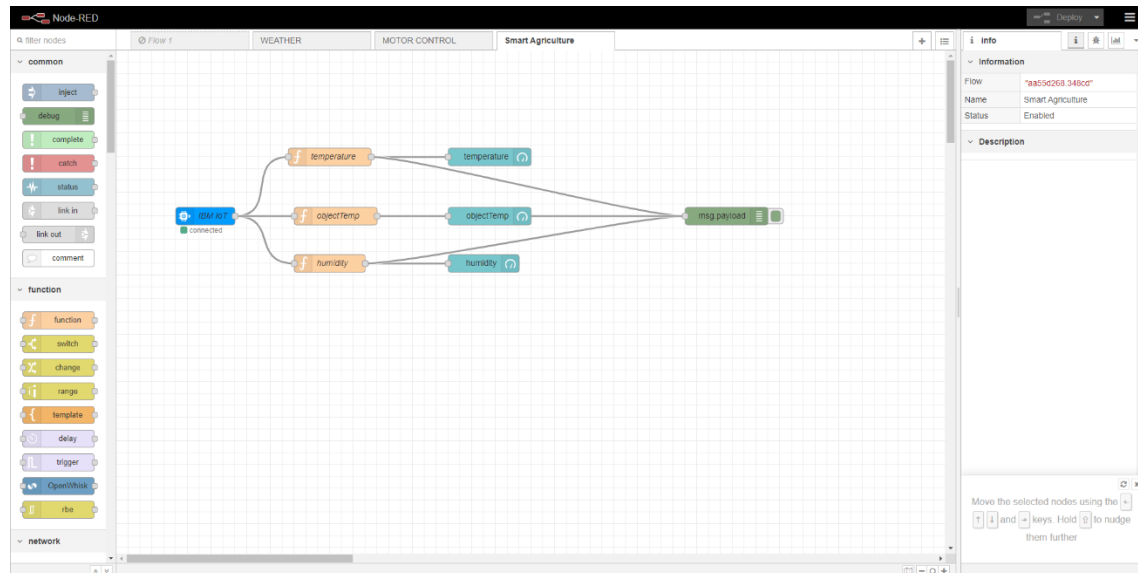 Node-RED
Deploy
filter nodes
Flow 1
WEATHER
MOTOR CONTROL
Smart Agriculture
info
common
inject
debug
complete
catch
status
link in
link out
comment
function
function
switch
change
range
template
delay
trigger
OpenWhisk
rbe
network
IBM IoT
connected
temperature
temperature
objectTemp
objectTemp
msg.payload
humidity
humidity
Information
Flow "aa55d268.348cd"
Name Smart Agriculture
Status Enabled
Description
Move the selected nodes using the ←
↑ ↓ and → keys. Hold ⇧ to nudge
them further